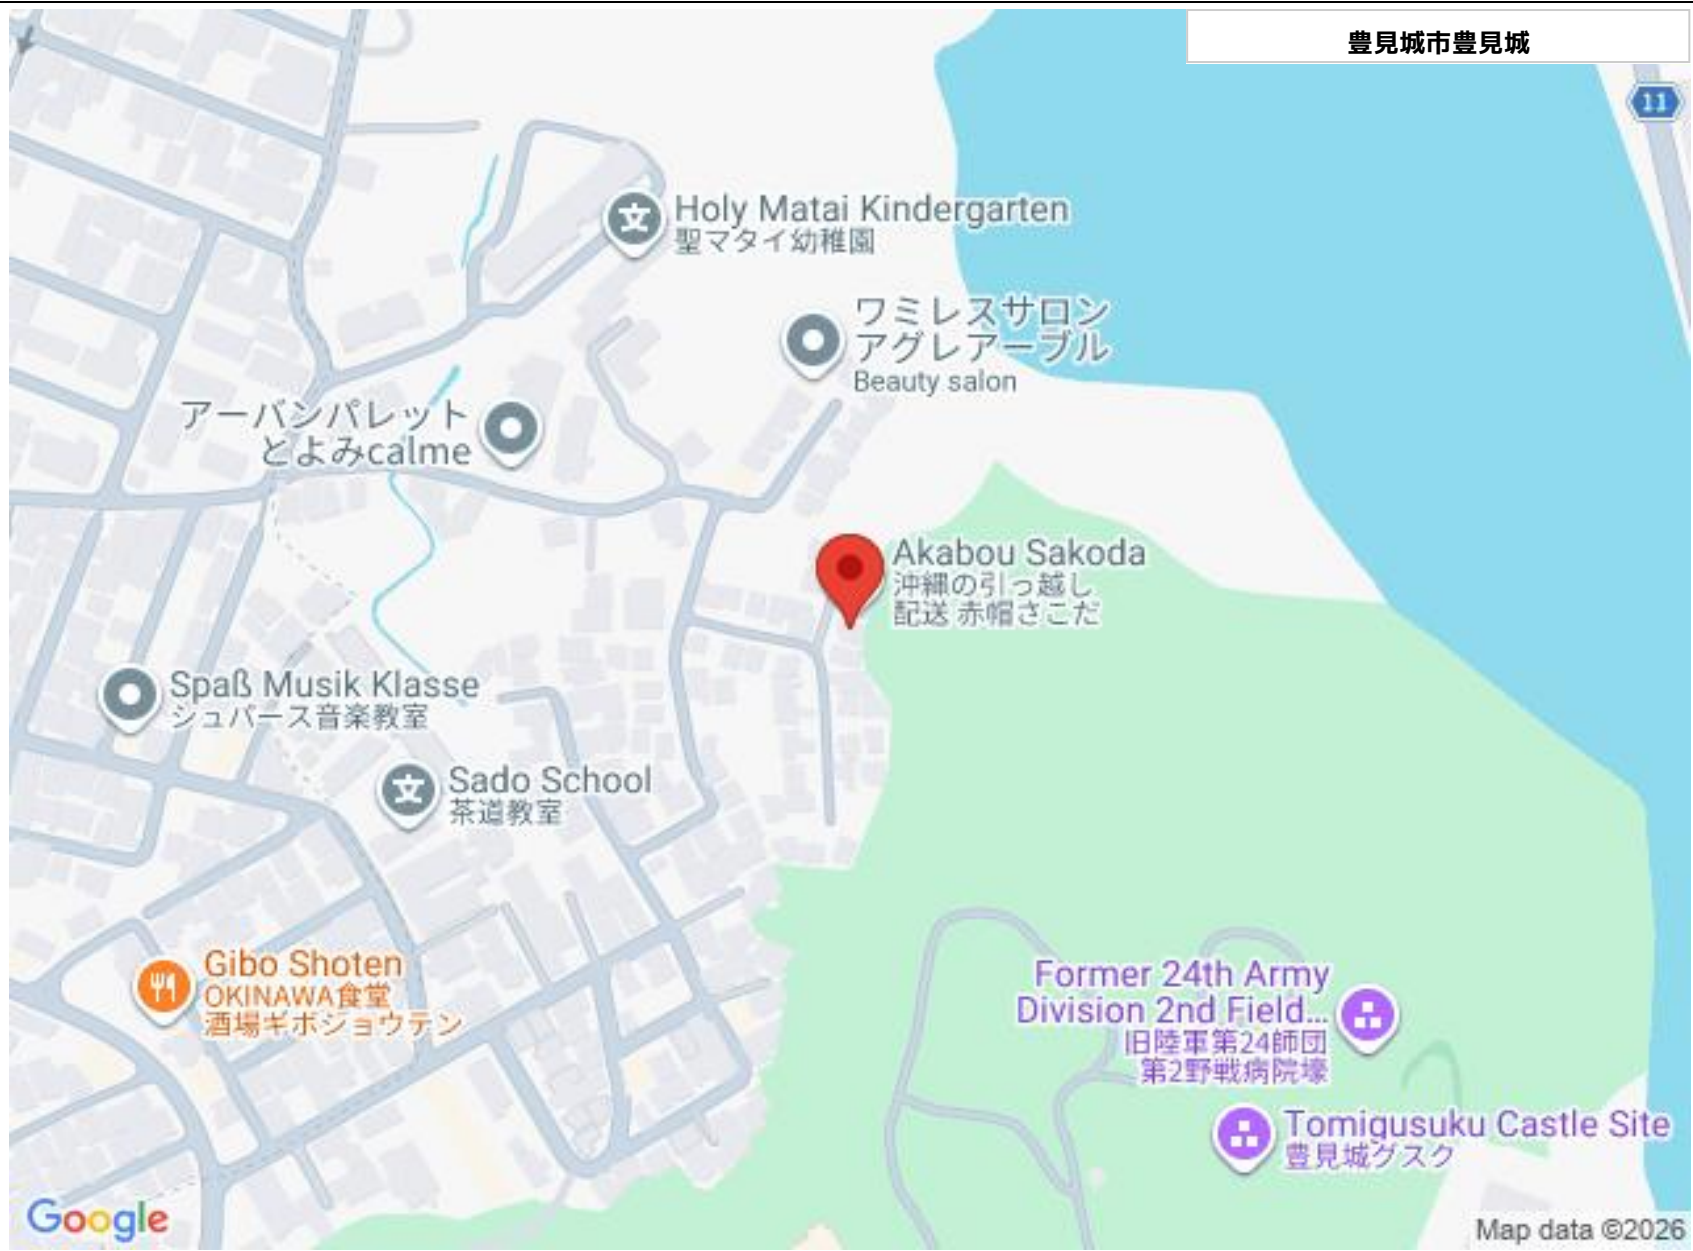 豊見城市豊見城
11
Holy Matai Kindergarten
聖マタイ幼稚園
ワミレスサロン
アグレアーブル
Beauty salon
アーバンパレット
とよみcalme
Akabou Sakoda
沖縄の引っ越し
配送 赤帽さこだ
Spaß Musik Klasse
シュパース音楽教室
Sado School
茶道教室
Gibo Shoten
OKINAWA食堂
酒場ギボショウテン
Former 24th Army
Division 2nd Field...
旧陸軍第24師団
第2野戦病院壕
Tomigusuku Castle Site
豊見城グスク
Google
Map data ©2026